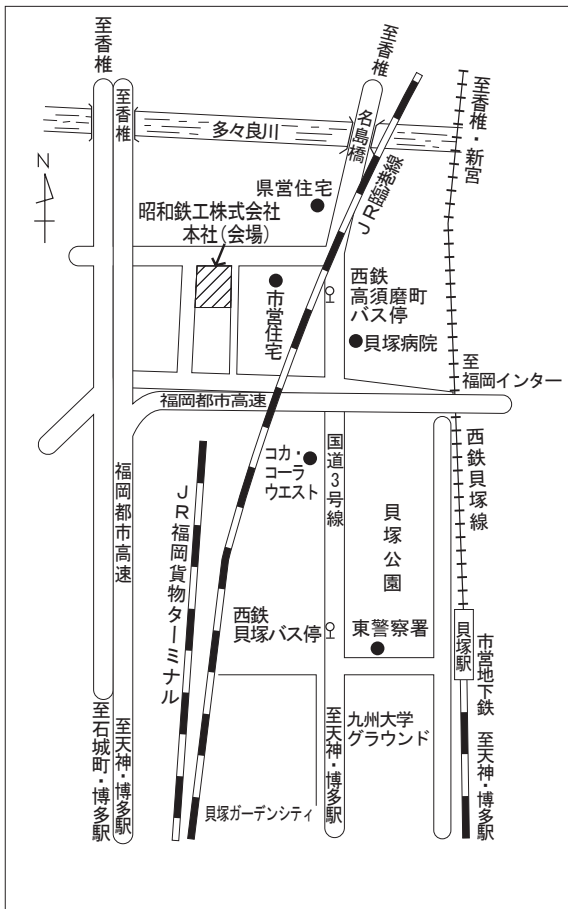 至香椎
至香椎
至香椎
至香椎・新宮
多々良川
名島橋
N
県営住宅
JR臨港線
昭和鉄工株式会社
本社(会場)
市営住宅
西鉄
高須磨町
バス停
貝塚病院
至
福岡インター
福岡都市高速
コカ・
コーラ
ウエスト
国道3号線
西鉄貝塚線
福岡都市高速
JR福岡貨物ターミナル
貝塚公園
西鉄
貝塚バス停
東警察署
貝塚駅
市営地下鉄
至石城町・博多駅
至天神・博多駅
至天神・博多駅
九州大学
グラウンド
至天神・博多駅
貝塚ガーデンシティ